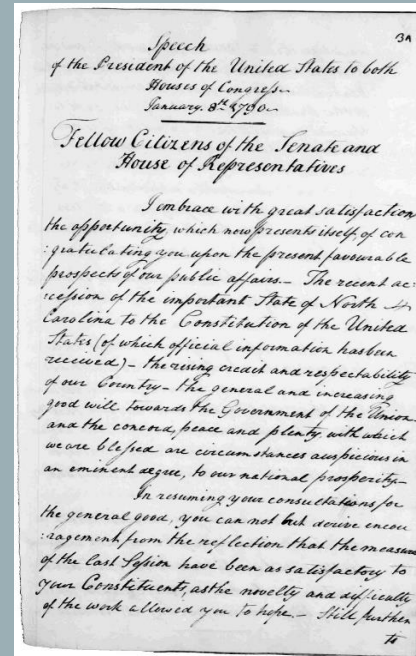 3A
Speech
of the President of the United States to both
Houses of Congress
January. 8th 1790
Fellow Citizens of the Senate and
House of Representatives
I embrace with great satisfaction
the opportunity, which now presents itself, of con
:gratulating you upon the present favourable
prospects of our public affairs. – The recent ac-
:cession of the important State of North
Carolina to the Constitution of the United
States (of which official information has been
received) – the rising credit and respectability
of our Country – the general and increasing
good will towards the Government of the Union
and the concord, peace and plenty, with which
we are blessed are circumstances auspicious in
an eminent degree, to our national prosperity –
In resuming your consultations for
the general good, you can not but derive encou
:ragement from the reflection that the measures
of the last Session have been as satisfactory to
your Constituents, as the novelty and difficulty
of the work allowed you to hope. – Still further
to